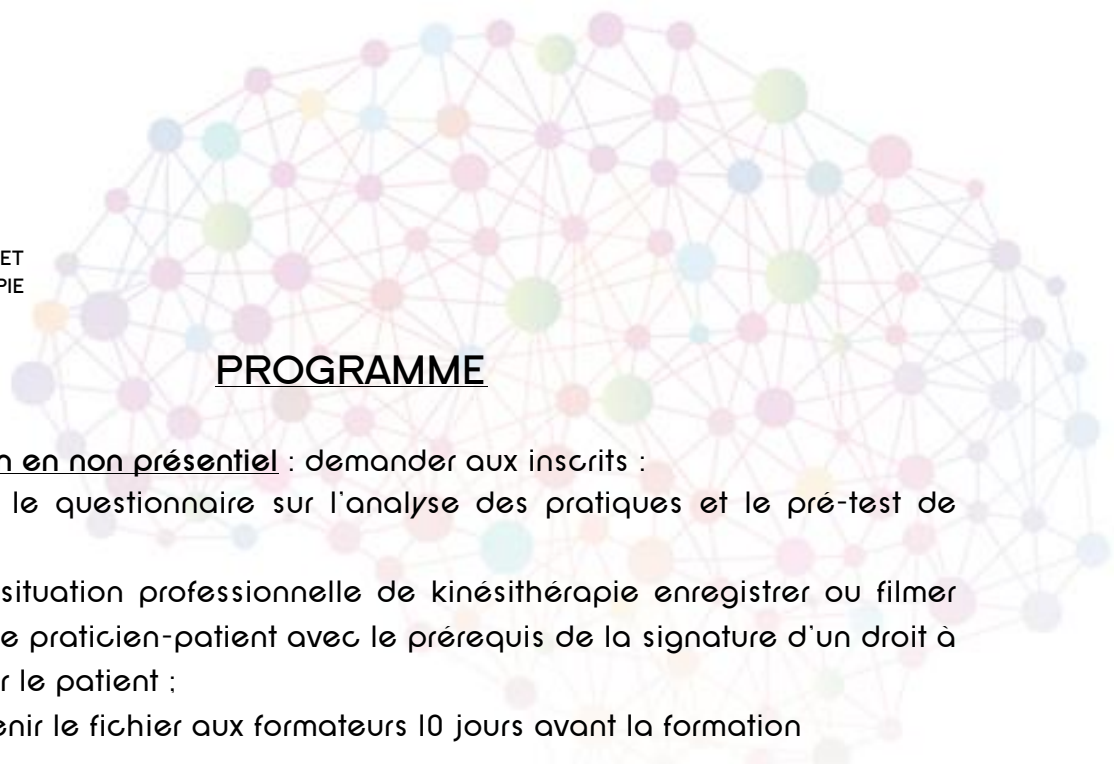 ET
PIE
PROGRAMME
n en non présentiel : demander aux inscrits :
le questionnaire sur l'analyse des pratiques et le pré-test de
situation professionnelle de kinésithérapie enregistrer ou filmer
e praticien-patient avec le prérequis de la signature d'un droit à
r le patient ;
enir le fichier aux formateurs 10 jours avant la formation